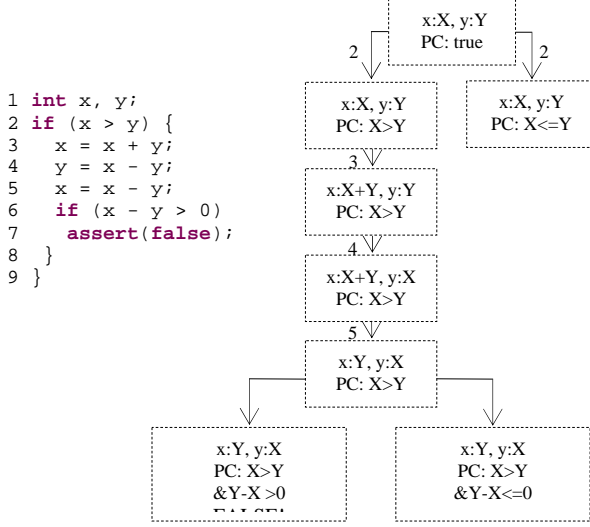 1 int x, y;
2 if (x > y) {
3 x = x + y;
4 y = x - y;
5 x = x - y;
6 if (x - y > 0)
7 assert(false);
8 }
9 }
x:X, y:Y
PC: true
2
2
x:X, y:Y
PC: X>Y
x:X, y:Y
PC: X<=Y
3
x:X+Y, y:Y
PC: X>Y
4
x:X+Y, y:X
PC: X>Y
5
x:Y, y:X
PC: X>Y
x:Y, y:X
PC: X>Y
&Y-X >0
x:Y, y:X
PC: X>Y
&Y-X<=0